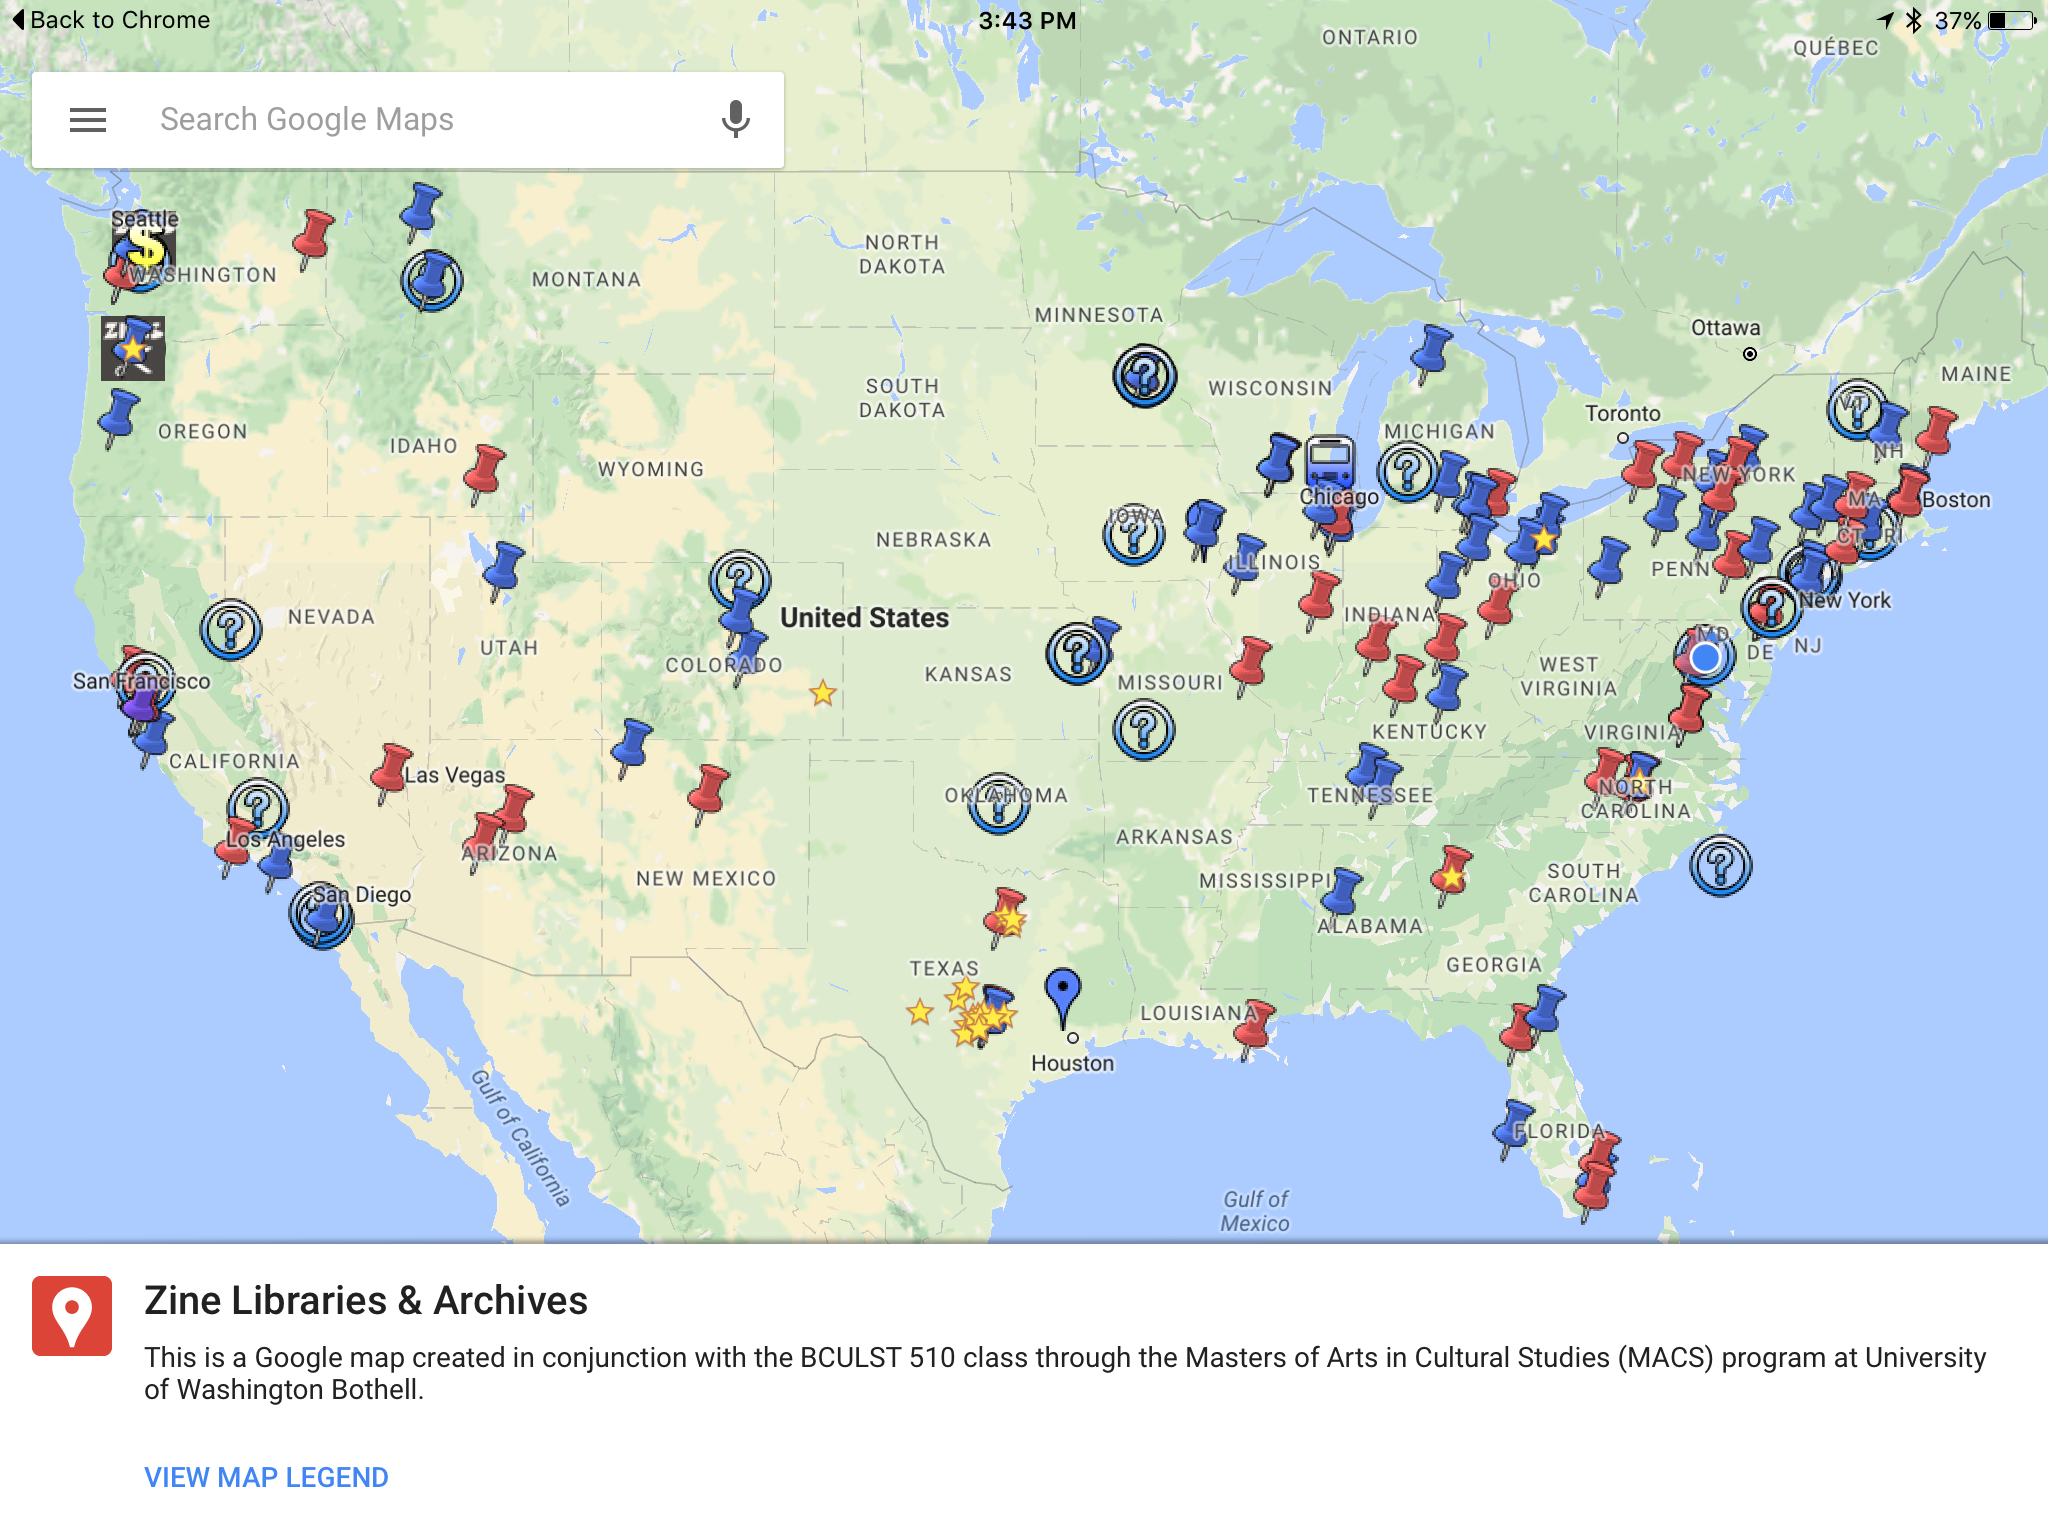 Back to Chrome
3:43 PM
37%
ONTARIO
QUÉBEC
Search Google Maps
Seattle
WASHINGTON
MONTANA
NORTH
DAKOTA
MINNESOTA
Ottawa
SOUTH
DAKOTA
WISCONSIN
MAINE
VT
Toronto
OREGON
IDAHO
MICHIGAN
NH
WYOMING
NEW YORK
Chicago
MA
Boston
IOWA
NEBRASKA
CT
RI
ILLINOIS
PENN
OHIO
New York
NEVADA
United States
INDIANA
MD
UTAH
DE
NJ
COLORADO
KANSAS
MISSOURI
WEST
VIRGINIA
San Francisco
KENTUCKY
VIRGINIA
CALIFORNIA
Las Vegas
OKLAHOMA
TENNESSEE
NORTH
CAROLINA
Los Angeles
ARIZONA
ARKANSAS
NEW MEXICO
MISSISSIPPI
SOUTH
CAROLINA
San Diego
ALABAMA
TEXAS
GEORGIA
LOUISIANA
Houston
Gulf of California
FLORIDA
Gulf of
Mexico
Zine Libraries & Archives
This is a Google map created in conjunction with the BCULST 510 class through the Masters of Arts in Cultural Studies (MACS) program at University
of Washington Bothell.
VIEW MAP LEGEND